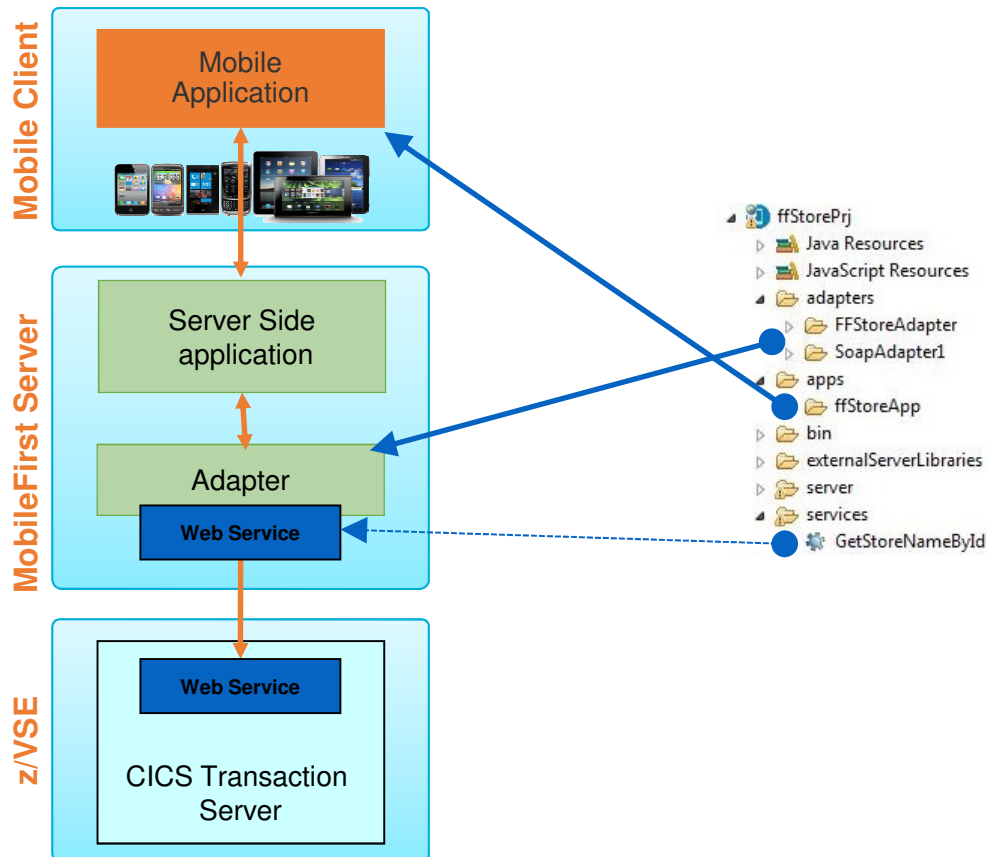 Mobile Client
Mobile
Application
MobileFirst Server
Server Side
application
Adapter
Web Service
z/VSE
Web Service
CICS Transaction
Server
ffStorePrj
Java Resources
JavaScript Resources
adapters
FFStoreAdapter
SoapAdapter1
apps
ffStoreApp
bin
externalServerLibraries
server
services
GetStoreNameById